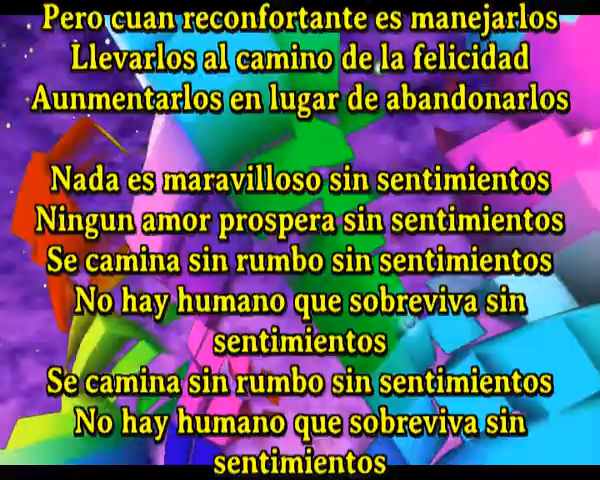 Pero cuan reconfortante es manejarlos
Llevarlos al camino de la felicidad
Aunmentarlos en lugar de abandonarlos
Nada es maravilloso sin sentimientos
Ningun amor prospera sin sentimientos
Se camina sin rumbo sin sentimientos
No hay humano que sobreviva sin
sentimientos
Se camina sin rumbo sin sentimientos
No hay humano que sobreviva sin
sentimientos